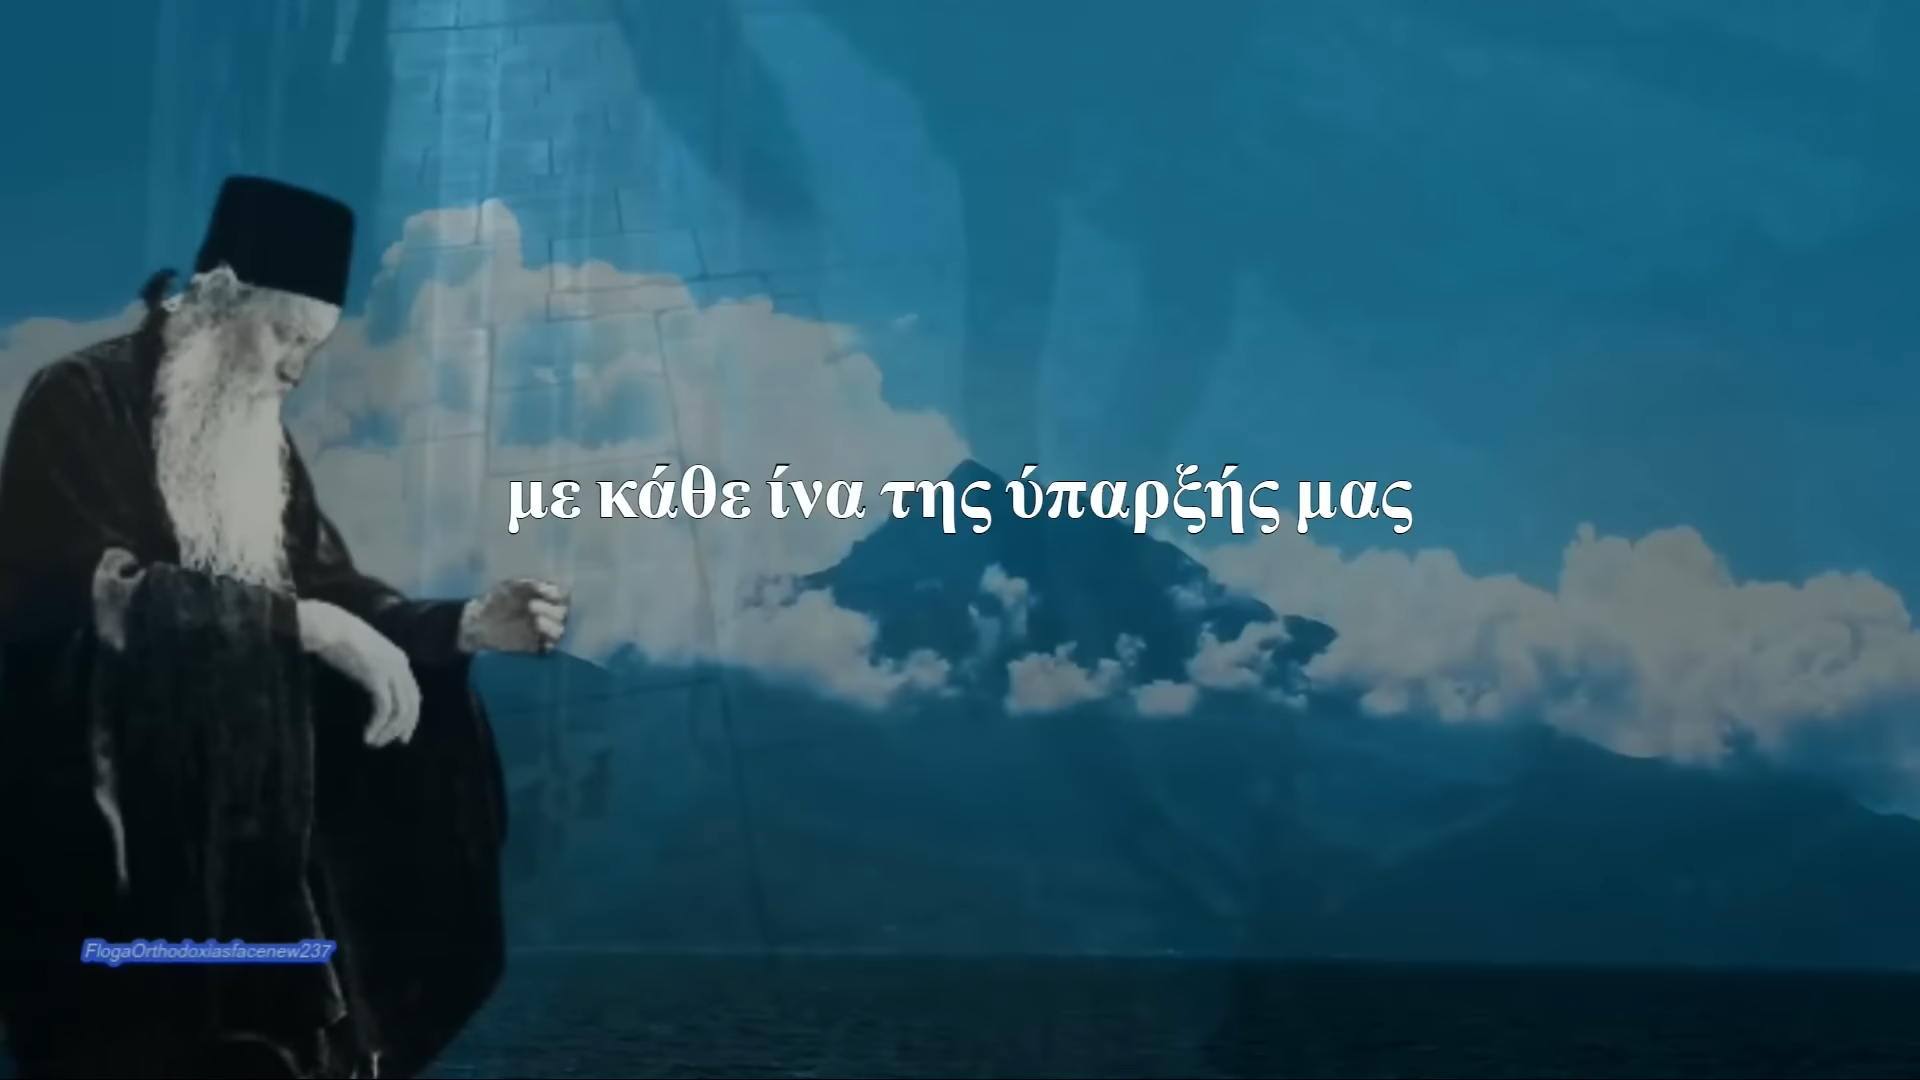 με κάθε ίνα της ύπαρξής μας
FlogaOrthodoxiasfacenew237